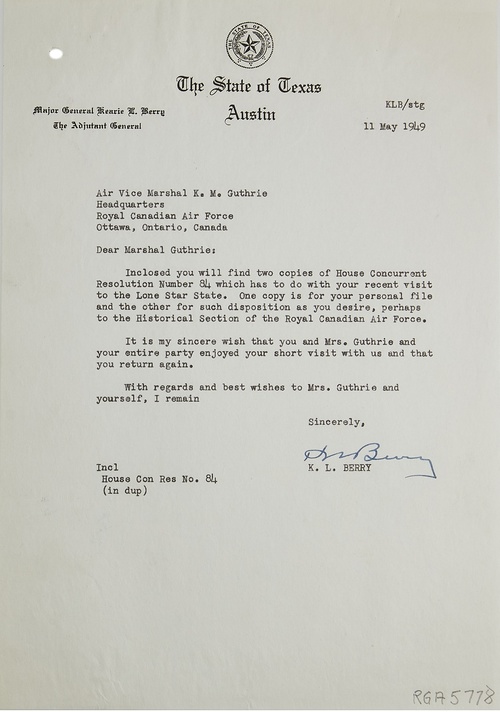 THE STATE OF TEXAS
The State of Texas
Austin
Major General Kearie L. Berry
The Adjutant General
KLB/stg
11 May 1949
Air Vice Marshal K. M. Guthrie
Headquarters
Royal Canadian Air Force
Ottawa, Ontario, Canada
Dear Marshal Guthrie:
Inclosed you will find two copies of House Concurrent
Resolution Number 84 which has to do with your recent visit
to the Lone Star State. One copy is for your personal file
and the other for such disposition as you desire, perhaps
to the Historical Section of the Royal Canadian Air Force.
It is my sincere wish that you and Mrs. Guthrie and
your entire party enjoyed your short visit with us and that
you return again.
With regards and best wishes to Mrs. Guthrie and
yourself, I remain
Sincerely,
K L Berry
K. L. BERRY
Incl
House Con Res No. 84
(in dup)
RGA5778